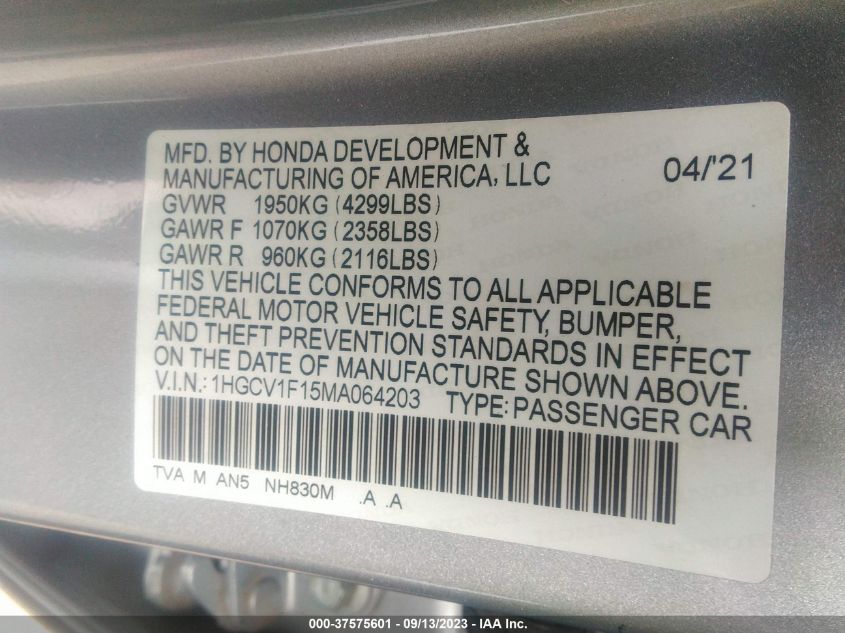 MFD. BY HONDA DEVELOPMENT &
MANUFACTURING OF AMERICA, LLC 04/'21
GVWR 1950KG (4299LBS)
GAWR F 1070KG (2358LBS)
GAWR R 960KG (2116LBS)
THIS VEHICLE CONFORMS TO ALL APPLICABLE
FEDERAL MOTOR VEHICLE SAFETY, BUMPER,
AND THEFT PREVENTION STANDARDS IN EFFECT
ON THE DATE OF MANUFACTURE SHOWN ABOVE.
V.I.N.: 1HGCV1F15MA064203 TYPE: PASSENGER CAR
TVA M AN5 NH830M .A .A
000-37575601 - 09/13/2023 - IAA Inc.